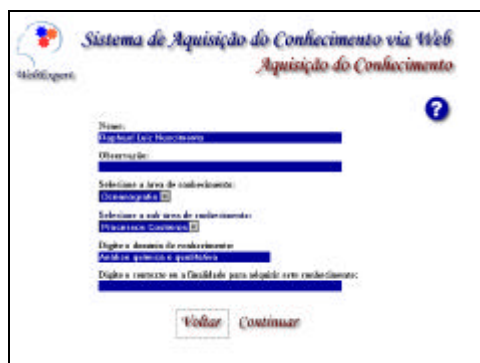 Sistema de Aquisição do Conhecimento via Web
Aquisição do Conhecimento
WebExpert
?
Nome:
Raphael Luiz Nascimento
Observação:
Selecione a área de conhecimento:
Oceanografia
Selecione a sub área de conhecimento:
Processos Costeiros
Digite o domínio de conhecimento:
Análise química e qualitativa
Digite o contexto ou a finalidade para adquirir este conhecimento:
Voltar Continuar